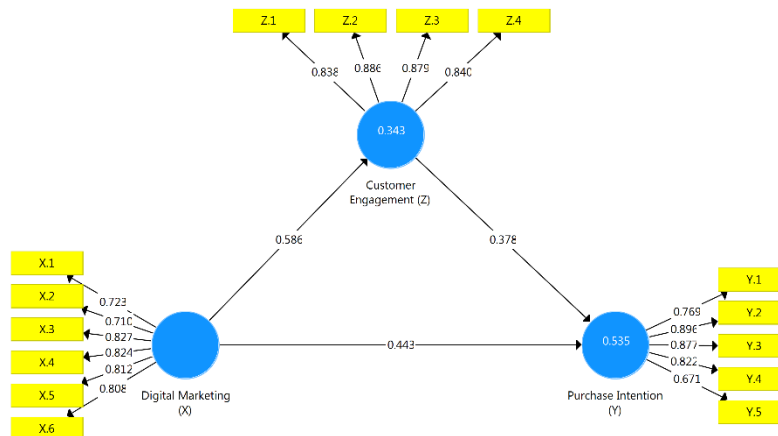 Z.1
Z.2
Z.3
Z.4
0.838
0.886
0.879
0.840
0.343
Customer
Engagement (Z)
0.586
0.378
X.1
X.2
X.3
X.4
X.5
X.6
0.723
0.710
0.827
0.824
0.812
0.808
Digital Marketing
(X)
0.443
0.535
Purchase Intention
(Y)
0.769
0.896
0.877
0.822
0.671
Y.1
Y.2
Y.3
Y.4
Y.5